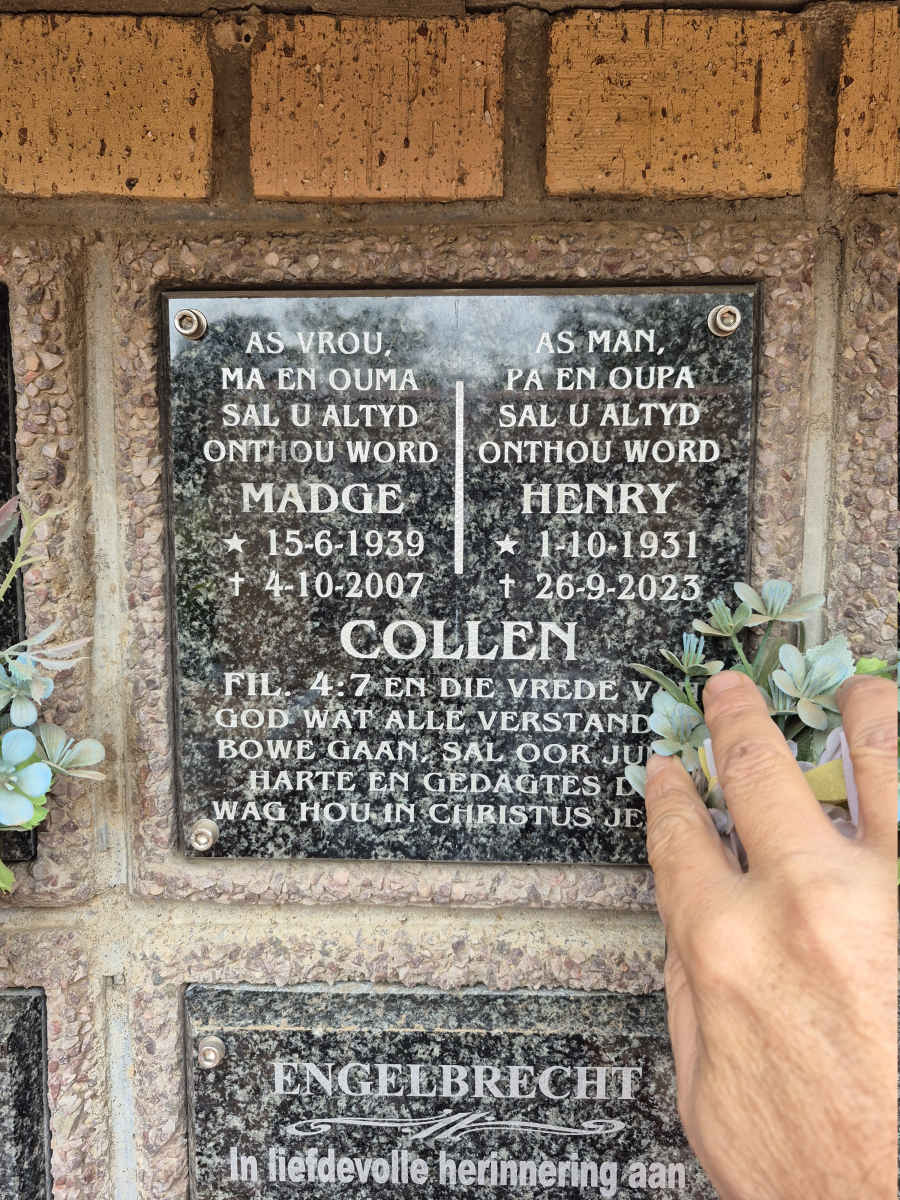 AS VROU,
MA EN OUMA
SAL U ALTYD
ONTHOU WORD
MADGE
★ 15-6-1939
† 4-10-2007
AS MAN,
PA EN OUPA
SAL U ALTYD
ONTHOU WORD
HENRY
★ 1-10-1931
† 26-9-2023
COLLEN
FIL. 4:7 EN DIE VREDE
GOD WAT ALLE
BOWE GAAN, SAL OOR
HARTE EN GEDAGTES
WAG HOU IN CHRISTUS
ENGELBRECHT
In liefdevolle herinnering aan